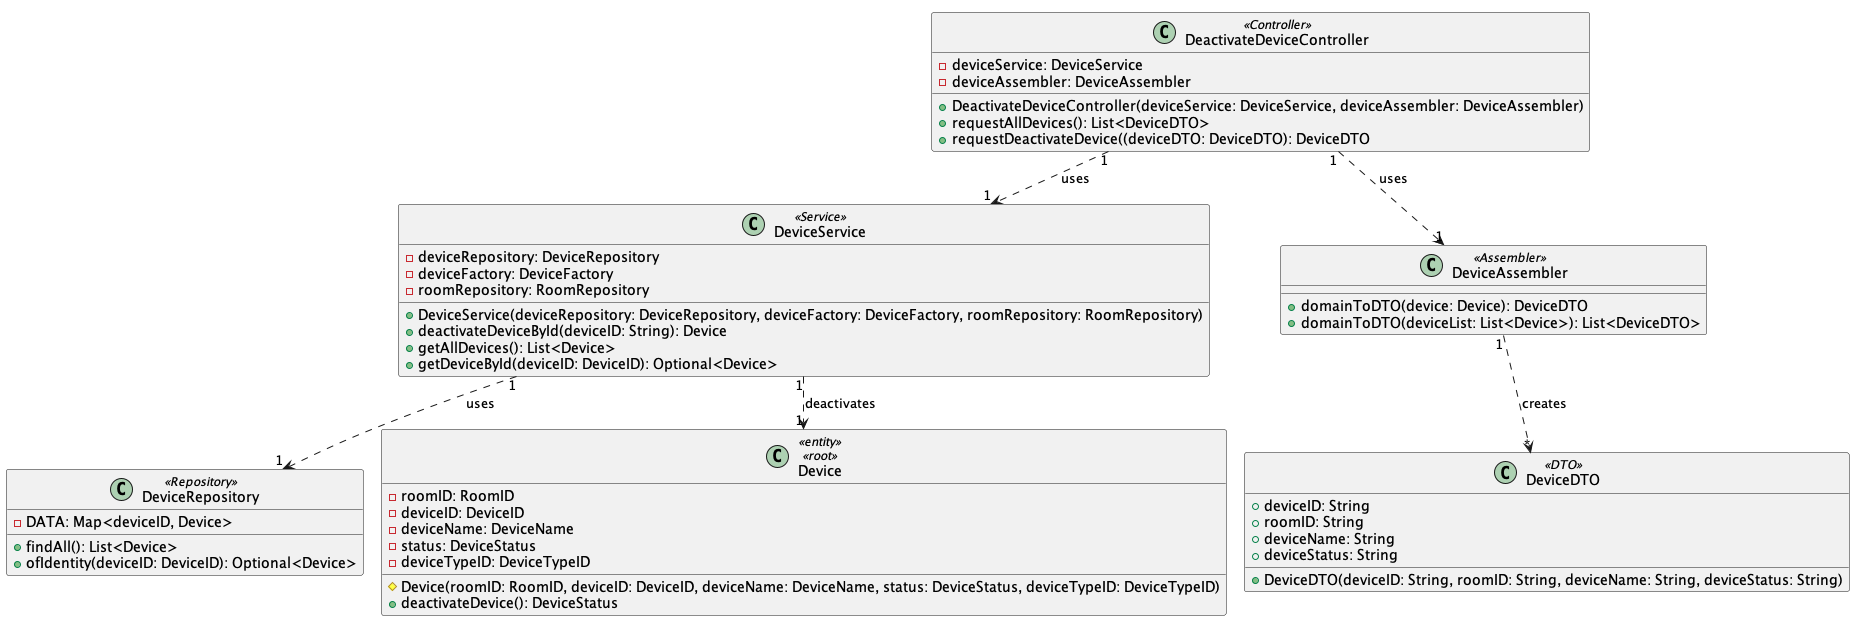 «Controller»
C DeactivateDeviceController
deviceService: DeviceService
deviceAssembler: DeviceAssembler
DeactivateDeviceController(deviceService: DeviceService, deviceAssembler: DeviceAssembler)
requestAllDevices(): List<DeviceDTO>
requestDeactivateDevice((deviceDTO: DeviceDTO): DeviceDTO
1
1
uses
uses
1
1
«Service»
C DeviceService
deviceRepository: DeviceRepository
deviceFactory: DeviceFactory
roomRepository: RoomRepository
DeviceService(deviceRepository: DeviceRepository, deviceFactory: DeviceFactory, roomRepository: RoomRepository)
deactivateDeviceById(deviceID: String): Device
getAllDevices(): List<Device>
getDeviceById(deviceID: DeviceID): Optional<Device>
«Assembler»
C DeviceAssembler
domainToDTO(device: Device): DeviceDTO
domainToDTO(deviceList: List<Device>): List<DeviceDTO>
1
1
1
uses
deactivates
creates
1
1
*
«Repository»
C DeviceRepository
DATA: Map<deviceID, Device>
findAll(): List<Device>
ofIdentity(deviceID: DeviceID): Optional<Device>
«entity»
«root»
C Device
roomID: RoomID
deviceID: DeviceID
deviceName: DeviceName
status: DeviceStatus
deviceTypeID: DeviceTypeID
Device(roomID: RoomID, deviceID: DeviceID, deviceName: DeviceName, status: DeviceStatus, deviceTypeID: DeviceTypeID)
deactivateDevice(): DeviceStatus
«DTO»
C DeviceDTO
deviceID: String
roomID: String
deviceName: String
deviceStatus: String
DeviceDTO(deviceID: String, roomID: String, deviceName: String, deviceStatus: String)